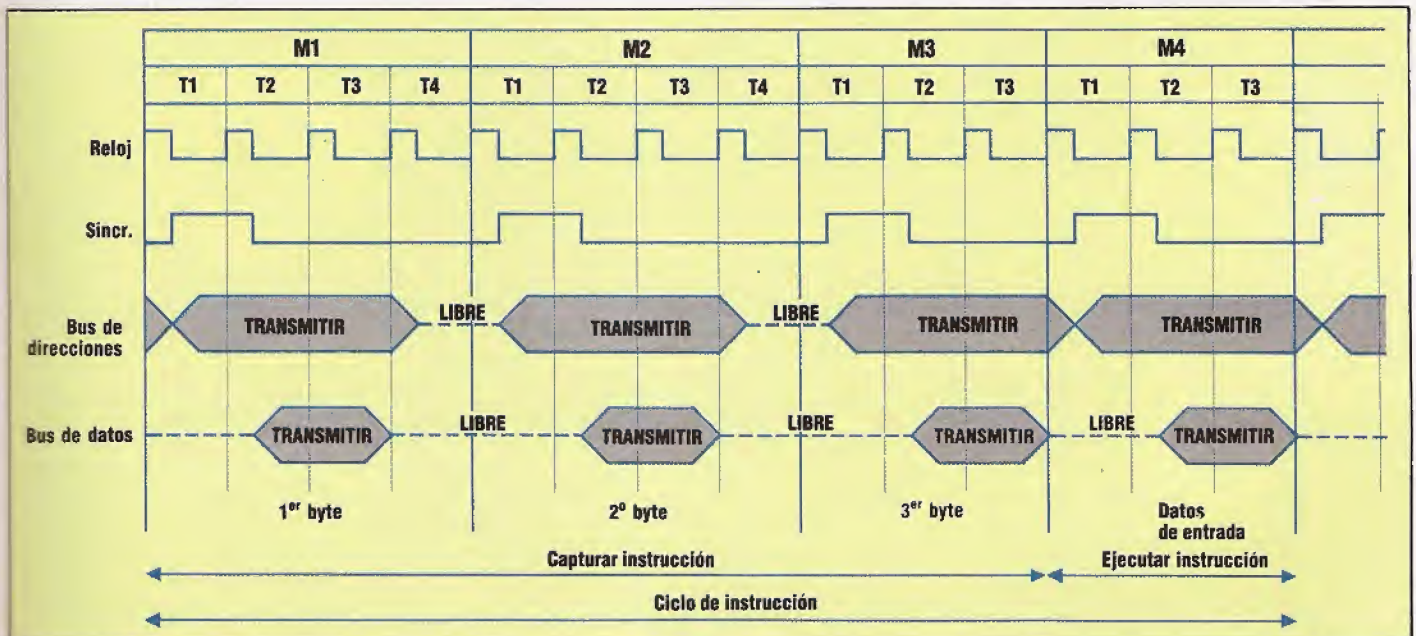 M1 M2 M3 M4
T1 T2 T3 T4 T1 T2 T3 T4 T1 T2 T3 T1 T2 T3
Reloj
Sincr.
Bus de
direcciones
TRANSMITIR LIBRE TRANSMITIR LIBRE TRANSMITIR TRANSMITIR
Bus de datos TRANSMITIR LIBRE TRANSMITIR LIBRE TRANSMITIR LIBRE TRANSMITIR
1er byte 2º byte 3er byte Datos
de entrada
Capturar instrucción Ejecutar instrucción
Ciclo de instrucción